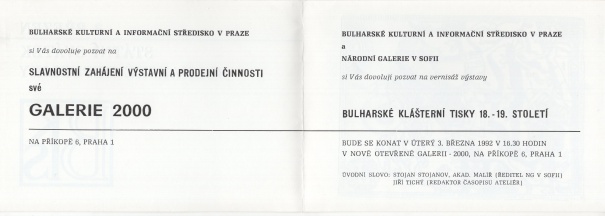 BULHARSKÉ KULTURNÍ A INFORMAČNÍ STŘEDISKO V PRAZE
si Vás dovoluje pozvat na
SLAVNOSTNÍ ZAHÁJENÍ VÝSTAVNÍ A PRODEJNÍ ČINNOSTI
své
GALERIE 2000
NA PŘÍKOPĚ 6, PRAHA 1
BULHARSKÉ KULTURNÍ A INFORMAČNÍ STŘEDISKO V PRAZE
a
NÁRODNÍ GALERIE V SOFII
si Vás dovolují pozvat na vernisáž výstavy
BULHARSKÉ KLÁŠTERNÍ TISKY 18.-19. STOLETÍ
BUDE SE KONAT V ÚTERÝ 3. BŘEZNA 1992 V 16.30 HODIN
V NOVĚ OTEVŘENÉ GALERII - 2000, NA PŘÍKOPĚ 6, PRAHA 1
ÚVODNÍ SLOVO: STOJAN STOJANOV, AKAD. MALÍŘ (ŘEDITEL NG V SOFII)
JIŘÍ TICHÝ (REDAKTOR ČASOPISU ATELIÉR)